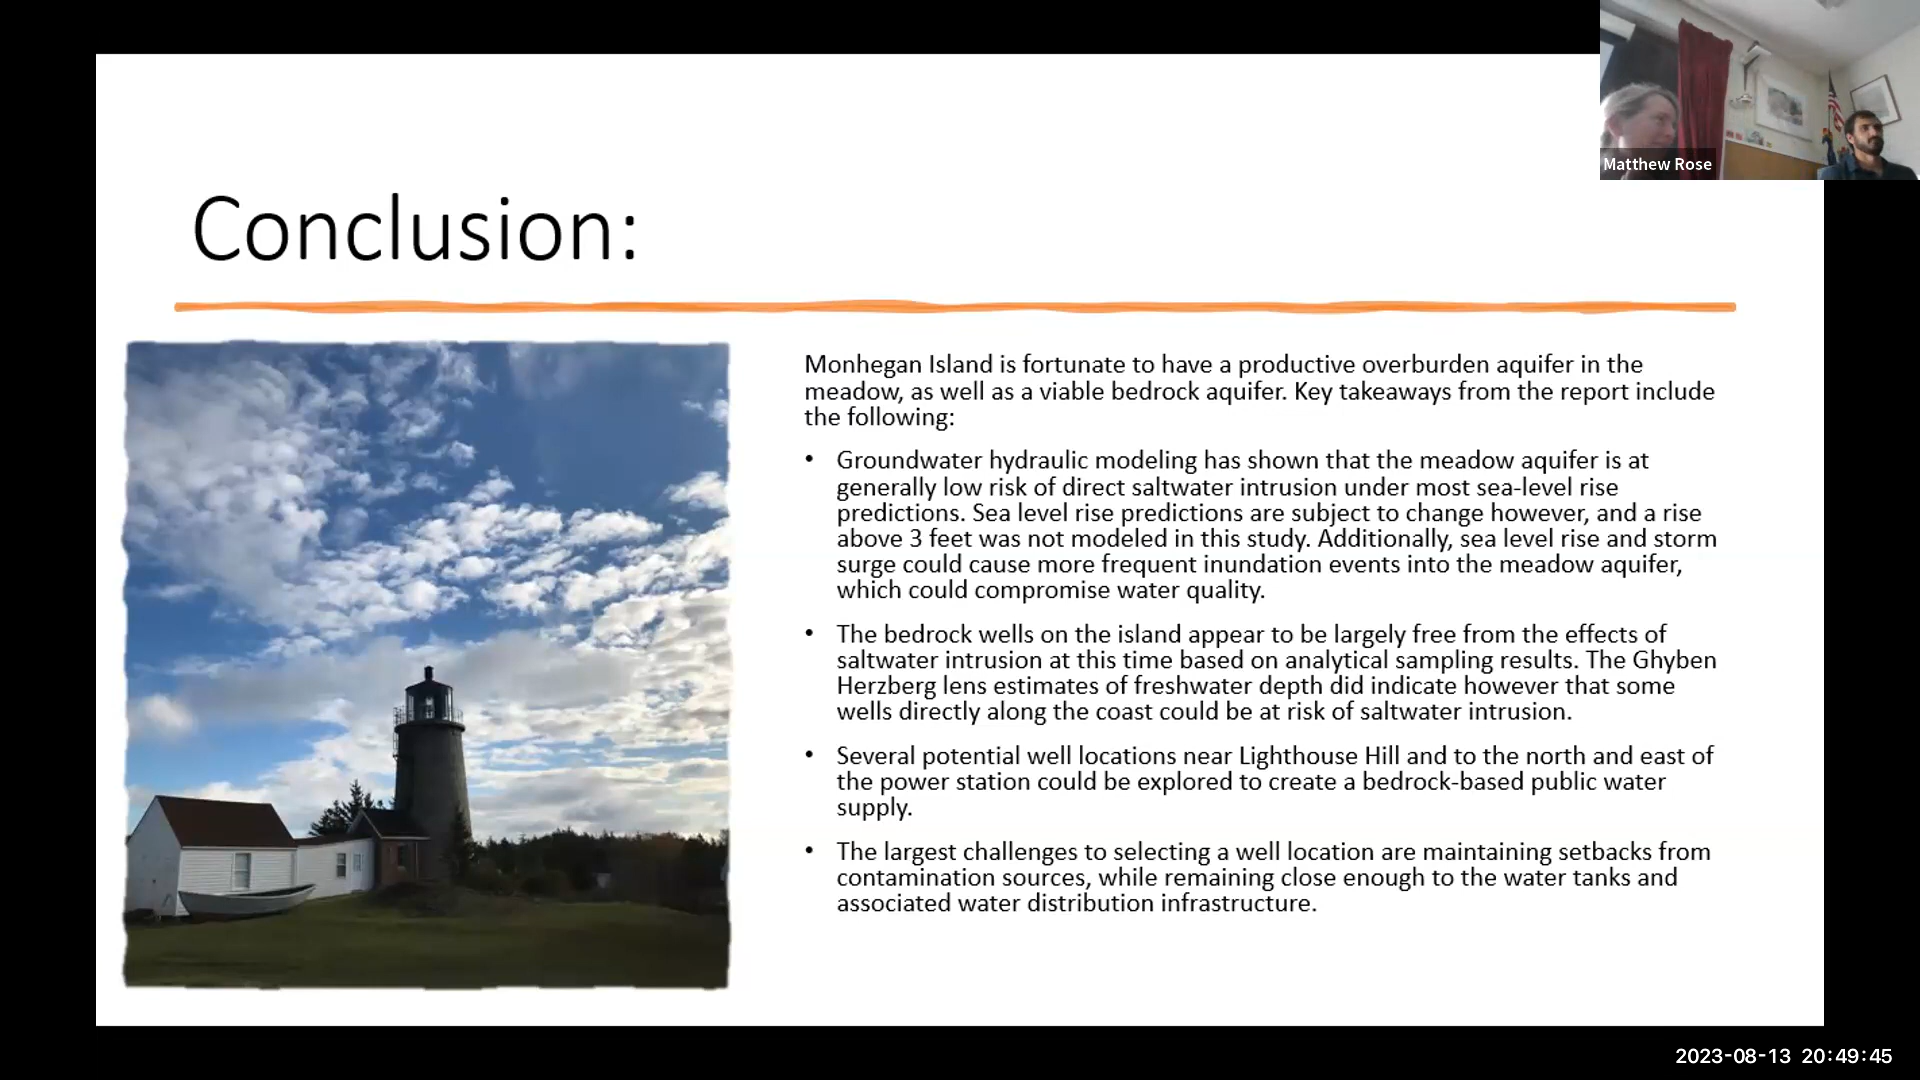 Matthew Rose
Conclusion:
Monhegan Island is fortunate to have a productive overburden aquifer in the
meadow, as well as a viable bedrock aquifer. Key takeaways from the report include
the following:
• Groundwater hydraulic modeling has shown that the meadow aquifer is at
generally low risk of direct saltwater intrusion under most sea-level rise
predictions. Sea level rise predictions are subject to change however, and a rise
above 3 feet was not modeled in this study. Additionally, sea level rise and storm
surge could cause more frequent inundation events into the meadow aquifer,
which could compromise water quality.
• The bedrock wells on the island appear to be largely free from the effects of
saltwater intrusion at this time based on analytical sampling results. The Ghyben
Herzberg lens estimates of freshwater depth did indicate however that some
wells directly along the coast could be at risk of saltwater intrusion.
• Several potential well locations near Lighthouse Hill and to the north and east of
the power station could be explored to create a bedrock-based public water
supply.
• The largest challenges to selecting a well location are maintaining setbacks from
contamination sources, while remaining close enough to the water tanks and
associated water distribution infrastructure.
2023-08-13 20:49:45